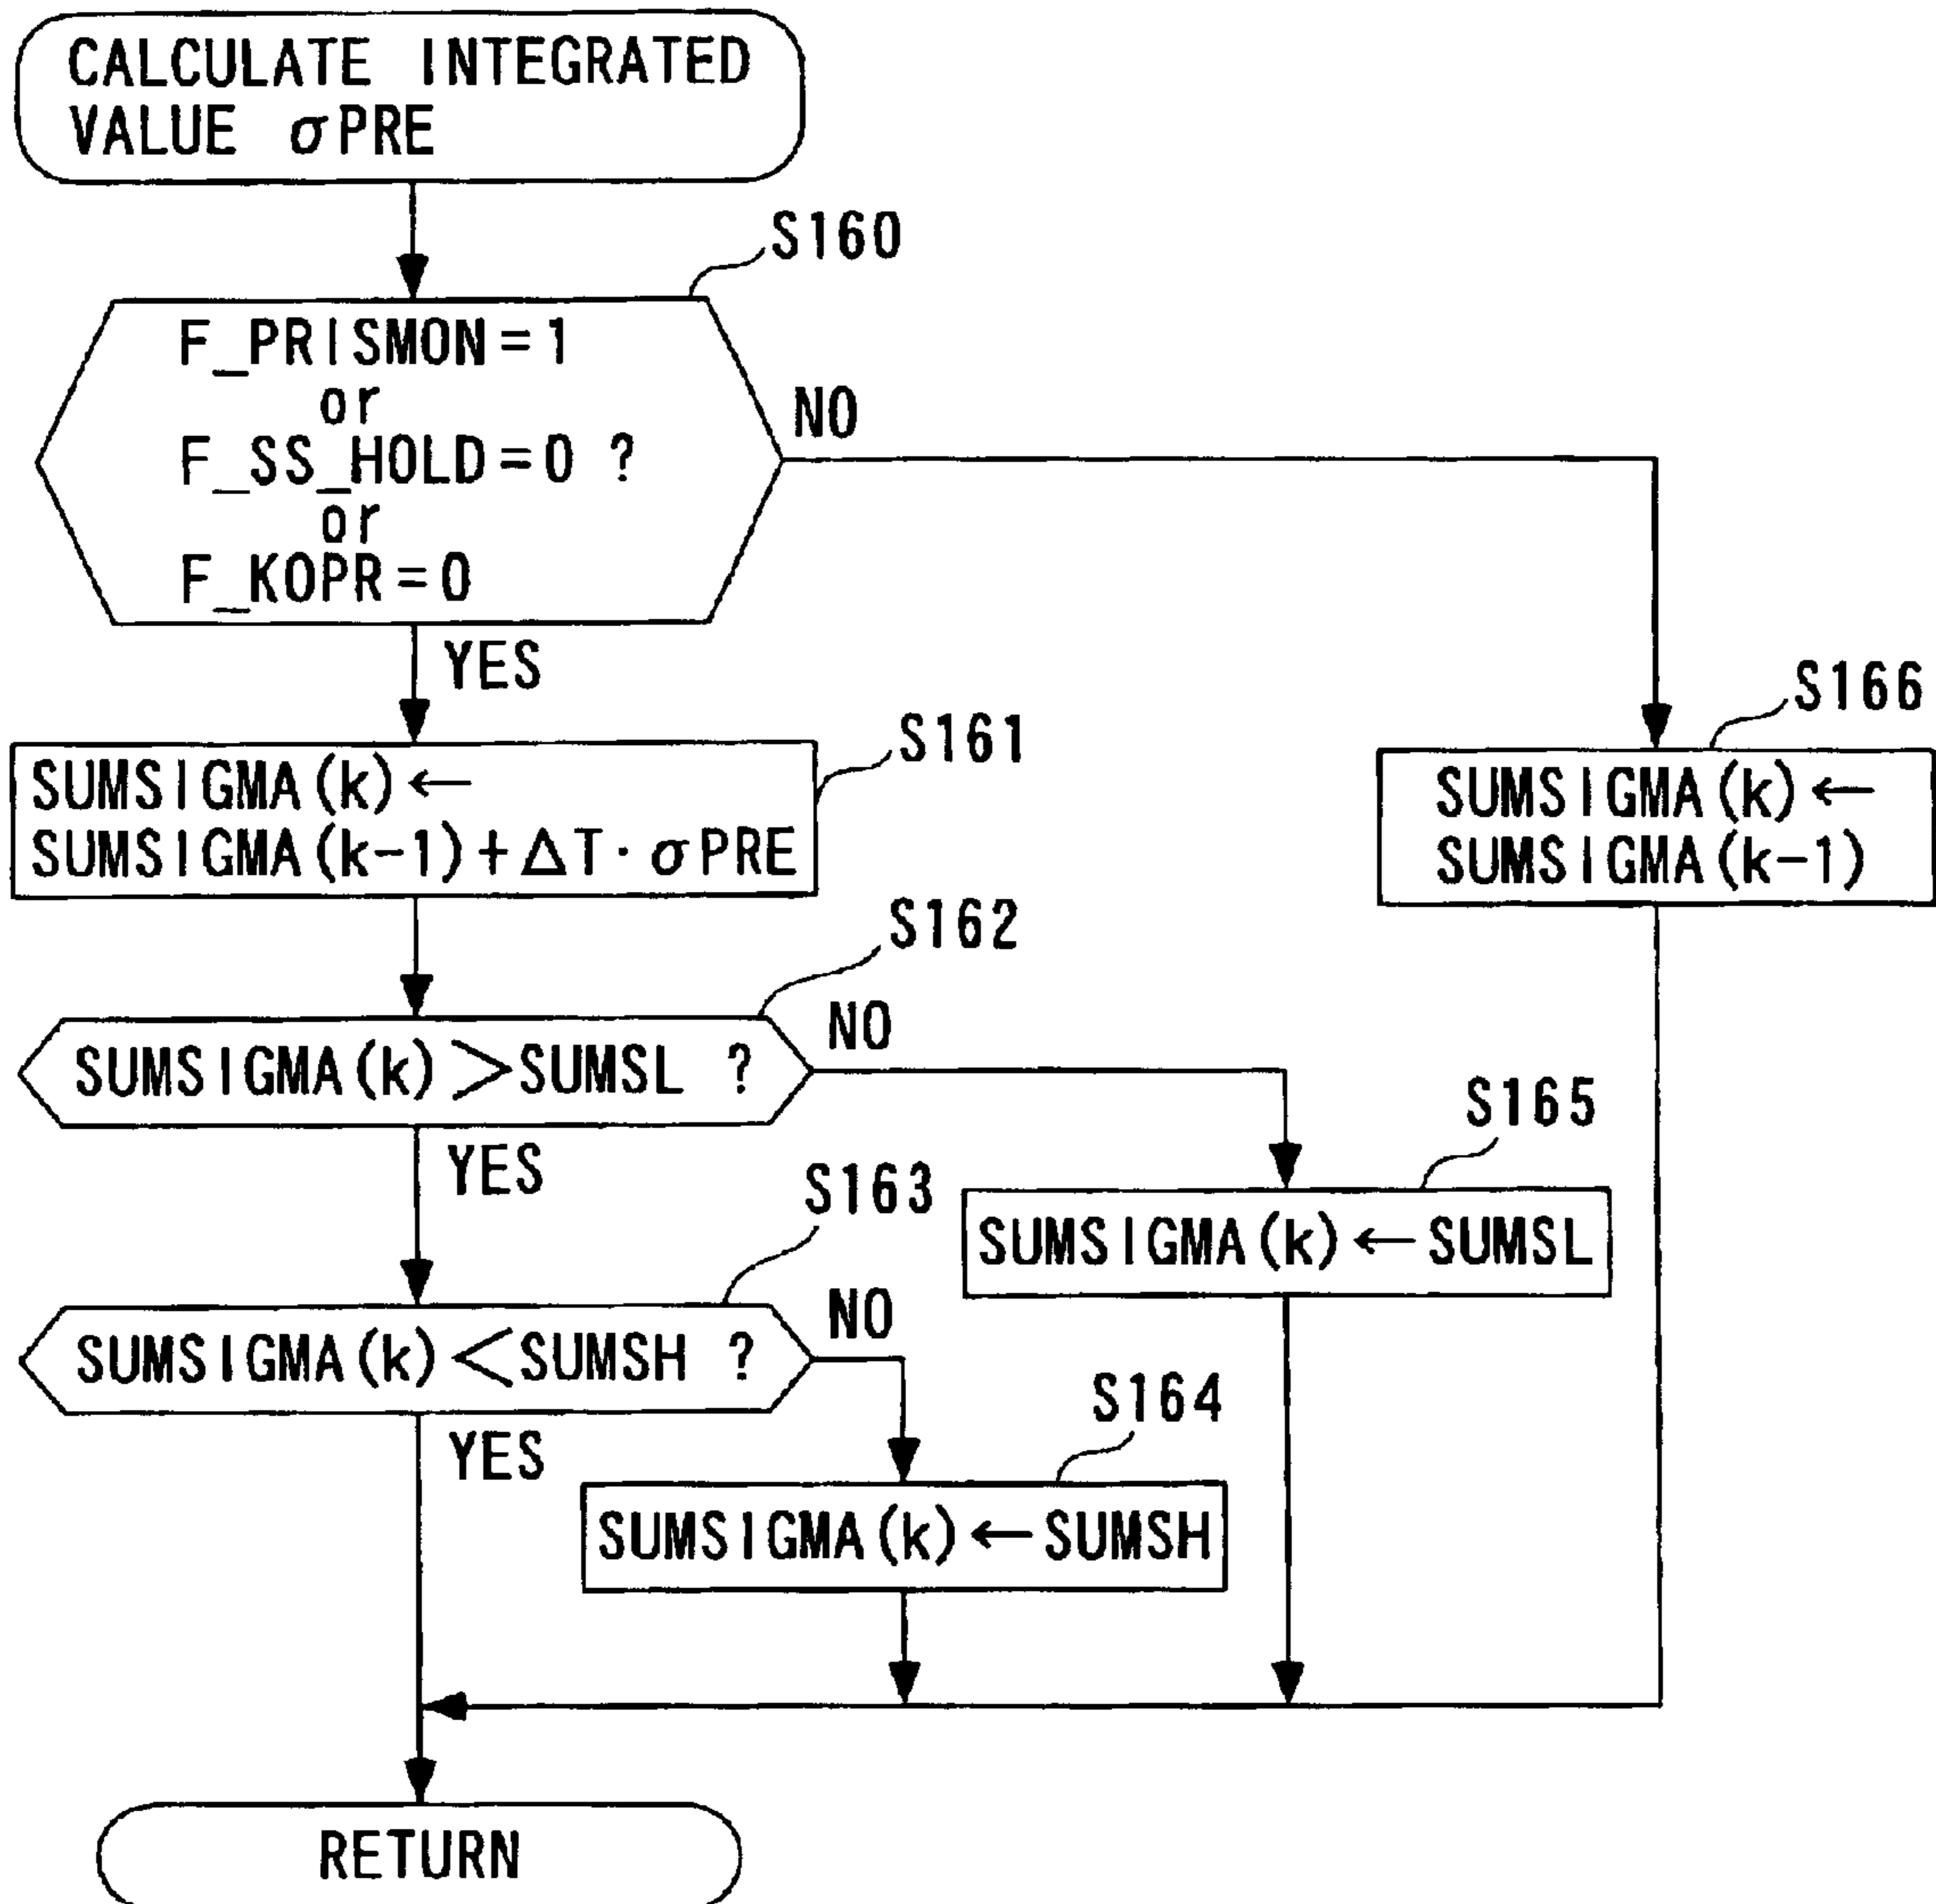 CALCULATE INTEGRATED
VALUE σPRE
S160
F_PRISMON=1
or
F_SS_HOLD=0 ?
or
F_KOPR=0
NO
YES
S161
SUMSIGMA(k)←
SUMSIGMA(k-1)+ΔT·σPRE
S166
SUMSIGMA(k)←
SUMSIGMA(k-1)
S162
SUMSIGMA(k)>SUMSL ?
NO
YES
S165
SUMSIGMA(k)←SUMSL
S163
SUMSIGMA(k)<SUMSH ?
NO
YES
S164
SUMSIGMA(k)←SUMSH
RETURN